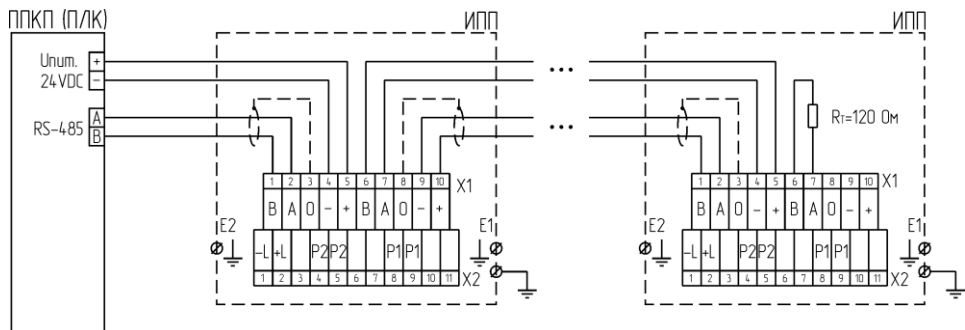 ППКП (ПЛК)
ИПП
ИПП
Uпит.
+
24VDC
−
RS-485
A
B
...
...
Rт=120 Ом
1 2 3 4 5 6 7 8 9 10
X1
B A 0 − + B A 0 − +
E2
E1
−L +L P2 P2 P1 P1
1 2 3 4 5 6 7 8 9 10 11
X2
1 2 3 4 5 6 7 8 9 10
X1
B A 0 − + B A 0 − +
E2
E1
−L +L P2 P2 P1 P1
1 2 3 4 5 6 7 8 9 10 11
X2